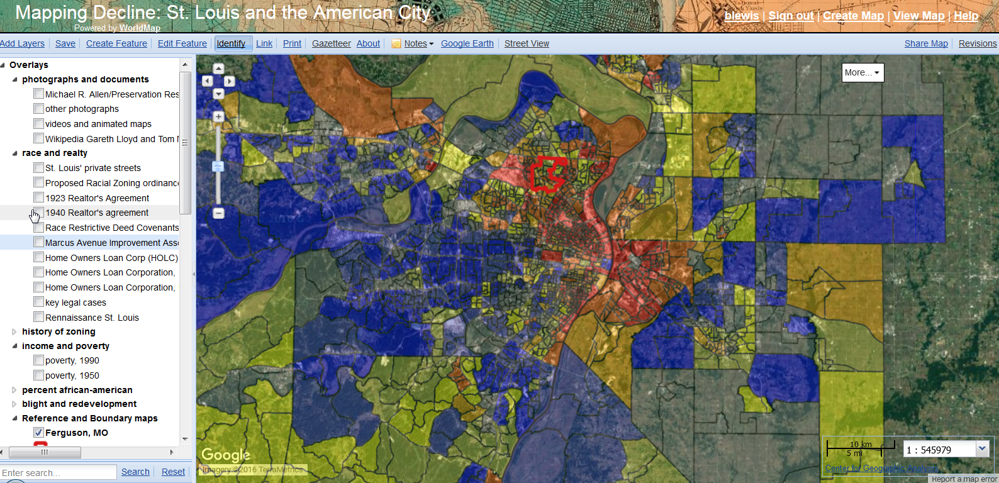 Mapping Decline: St. Louis and the American City
Powered by WorldMap
blewis | Sign out | Create Map | View Map | Help
Add Layers | Save | Create Feature | Edit Feature | Identify | Link | Print | Gazetteer | About | Notes | Google Earth | Street View
Share Map | Revisions
More...
Overlays
photographs and documents
Michael R. Allen/Preservation Res
other photographs
videos and animated maps
Wikipedia Gareth Lloyd and Tom
race and realty
St. Louis' private streets
Proposed Racial Zoning ordinanc
1923 Realtor's Agreement
1940 Realtor's agreement
Race Restrictive Deed Covenants
Marcus Avenue Improvement Ass
Home Owners Loan Corp (HOLC)
Home Owners Loan Corporation,
Home Owners Loan Corporation,
key legal cases
Rennaissance St. Louis
history of zoning
income and poverty
poverty, 1990
poverty, 1950
percent african-american
blight and redevelopment
Reference and Boundary maps
Ferguson, MO
Enter search...
Search
Reset
Google
Imagery ©2016 TerraMetrics
10 km
5 mi
1 : 545979
Center for Geographic Analysis
Report a map error